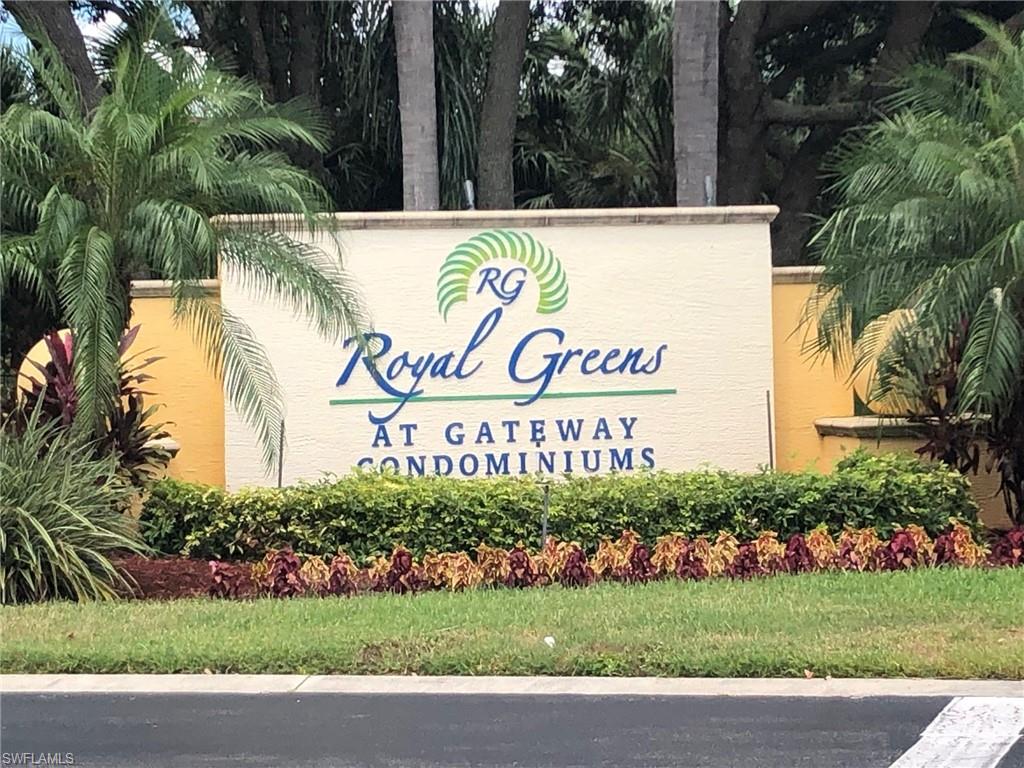 RG
Royal Greens
AT GATEWAY
CONDOMINIUMS
SWFLAMLS